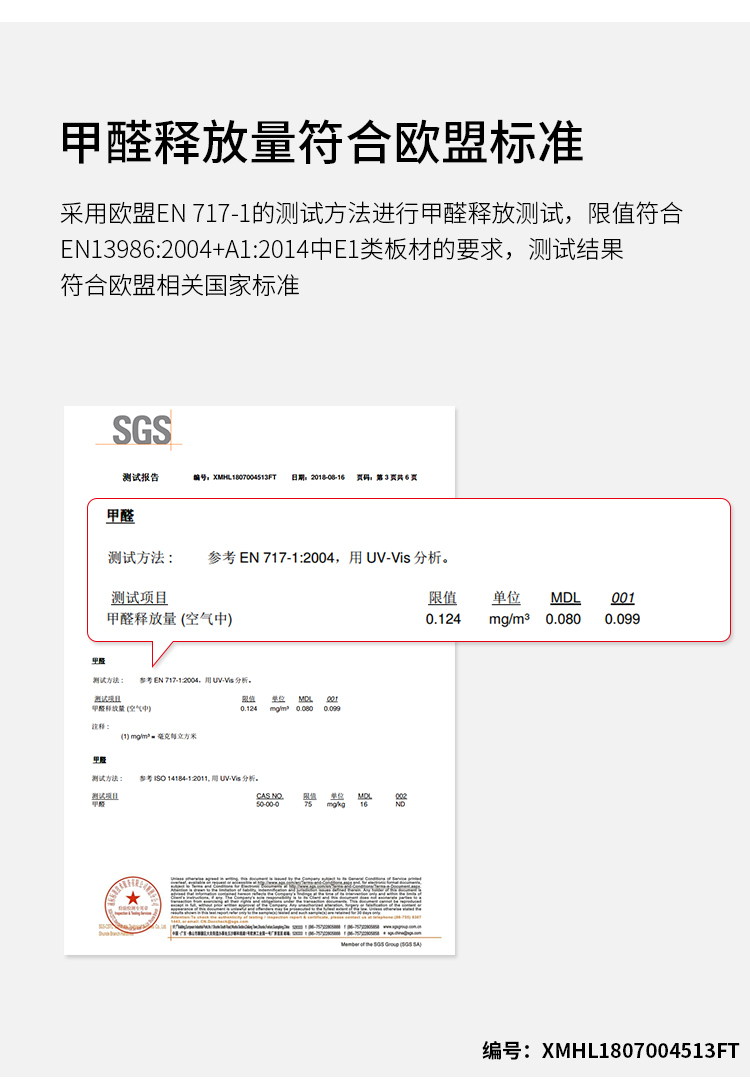 甲醛释放量符合欧盟标准
采用欧盟EN 717-1的测试方法进行甲醛释放测试，限值符合
EN13986:2004+A1:2014中E1类板材的要求，测试结果
符合欧盟相关国家标准
SGS
测试报告 编号：XMHL1807004513FT 日期：2018-08-16 页码：第 3 页共 6 页
甲醛
测试方法： 参考 EN 717-1:2004，用 UV-Vis 分析。
测试项目 限值 单位 MDL 001
甲醛释放量 (空气中) 0.124 mg/m³ 0.080 0.099
甲醛
测试方法： 参考 EN 717-1:2004，用 UV-Vis 分析。
测试项目 限值 单位 MDL 001
甲醛释放量 (空气中) 0.124 mg/m³ 0.080 0.099
注释：
(1) mg/m³ = 毫克每立方米
甲醛
测试方法： 参考 ISO 14184-1:2011, 用 UV-Vis 分析。
测试项目 CAS NO. 限值 单位 MDL 002
甲醛 50-00-0 75 mg/kg 16 ND
Member of the SGS Group (SGS SA)
编号：XMHL1807004513FT